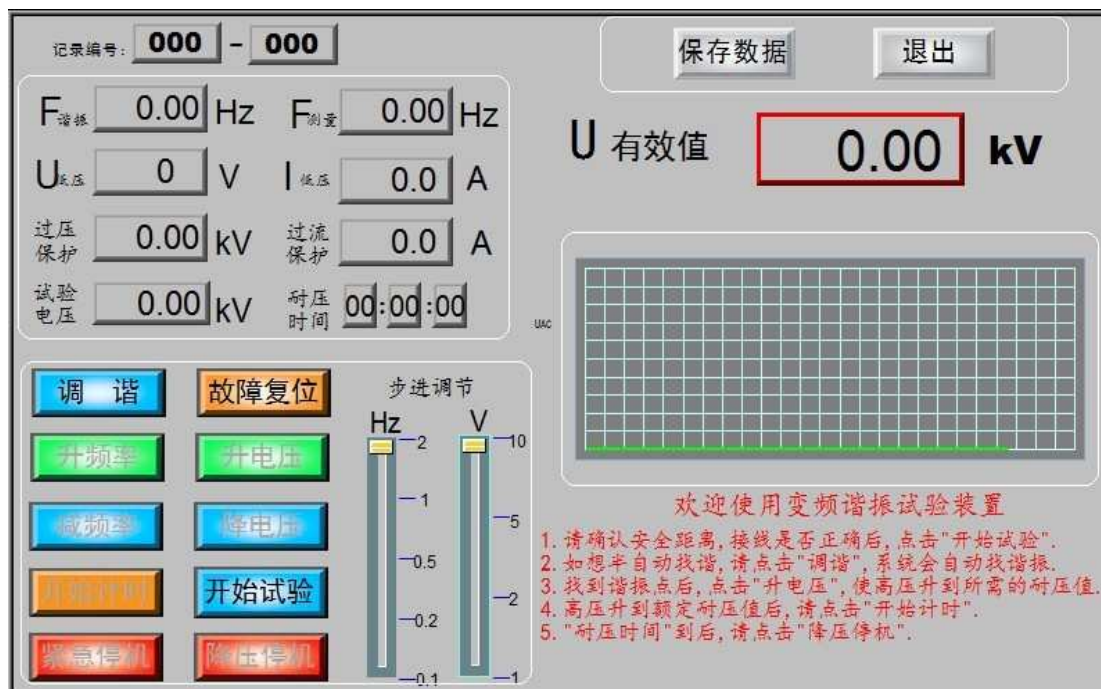 记录编号: 000 - 000
保存数据 退出
F谐振 0.00 Hz F测量 0.00 Hz
U 有效值 0.00 kV
U低压 0 V I低压 0.0 A
过压保护 0.00 kV 过流保护 0.0 A
试验电压 0.00 kV 耐压时间 00:00:00
UAC
调 谐 故障复位 步进调节
Hz V
升频率 升电压 2 10
1
减频率 降电压 5
0.5
开始计时 开始试验 2
0.2
紧急停机 降压停机 0.1 1
欢迎使用变频谐振试验装置
1. 请确认安全距离,接线是否正确后,点击"开始试验".
2. 如想半自动找谐,请点击"调谐",系统会自动找谐振.
3. 找到谐振点后,点击"升电压",使高压升到所需的耐压值.
4. 高压升到额定耐压值后,请点击"开始计时".
5. "耐压时间"到后,请点击"降压停机".